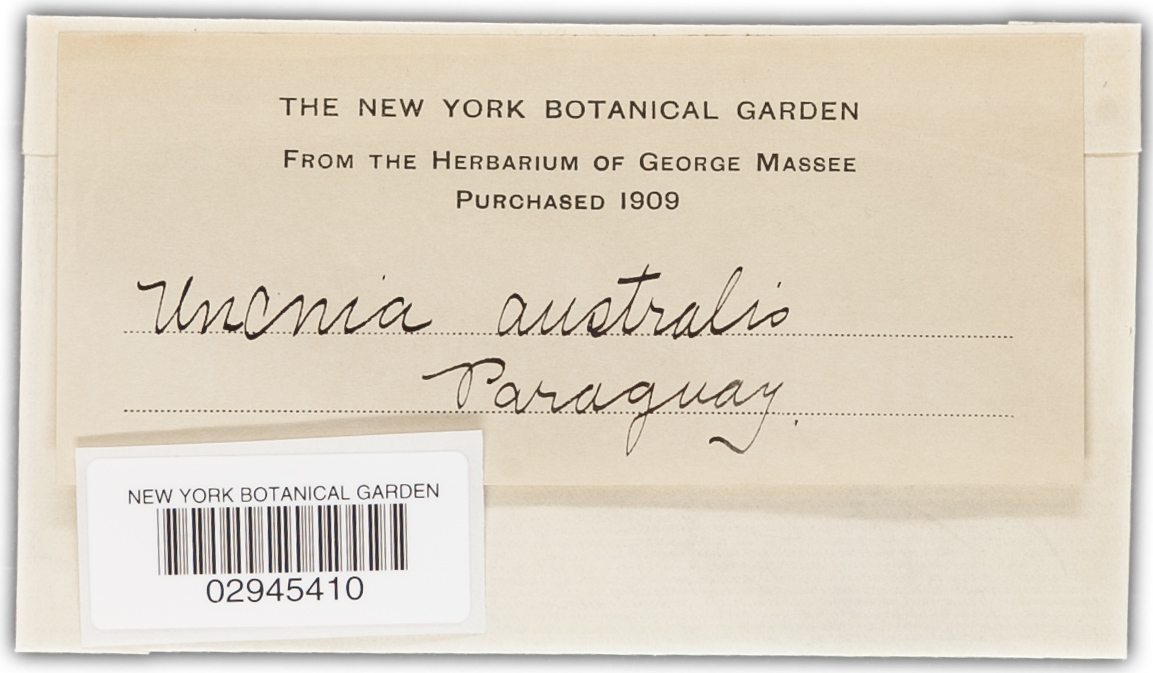 THE NEW YORK BOTANICAL GARDEN
FROM THE HERBARIUM OF GEORGE MASSEE
PURCHASED 1909
Uncinia australis
Paraguay.
NEW YORK BOTANICAL GARDEN
02945410